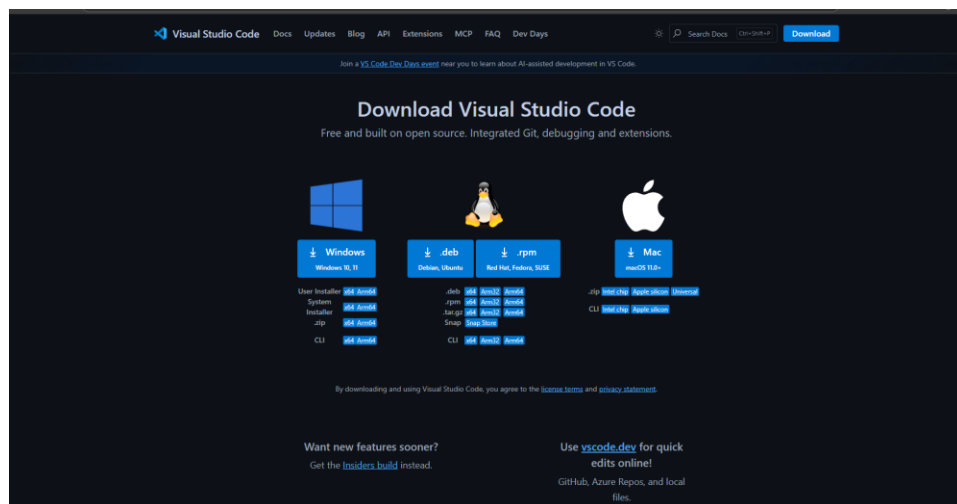 Visual Studio Code Docs Updates Blog API Extensions MCP FAQ Dev Days Search Docs Ctrl+Shift+P Download
Join a VS Code Dev Days event near you to learn about AI-assisted development in VS Code.
Download Visual Studio Code
Free and built on open source. Integrated Git, debugging and extensions.
Windows
Windows 10, 11
User Installer x64 Arm64
System Installer x64 Arm64
.zip x64 Arm64
CLI x64 Arm64
.deb
Debian, Ubuntu
.rpm
Red Hat, Fedora, SUSE
.deb x64 Arm32 Arm64
.rpm x64 Arm32 Arm64
.tar.gz x64 Arm32 Arm64
Snap Snap Store
CLI x64 Arm32 Arm64
Mac
macOS 11.0+
.zip Intel chip Apple silicon Universal
CLI Intel chip Apple silicon
By downloading and using Visual Studio Code, you agree to the license terms and privacy statement.
Want new features sooner?
Get the Insiders build instead.
Use vscode.dev for quick
edits online!
GitHub, Azure Repos, and local
files.